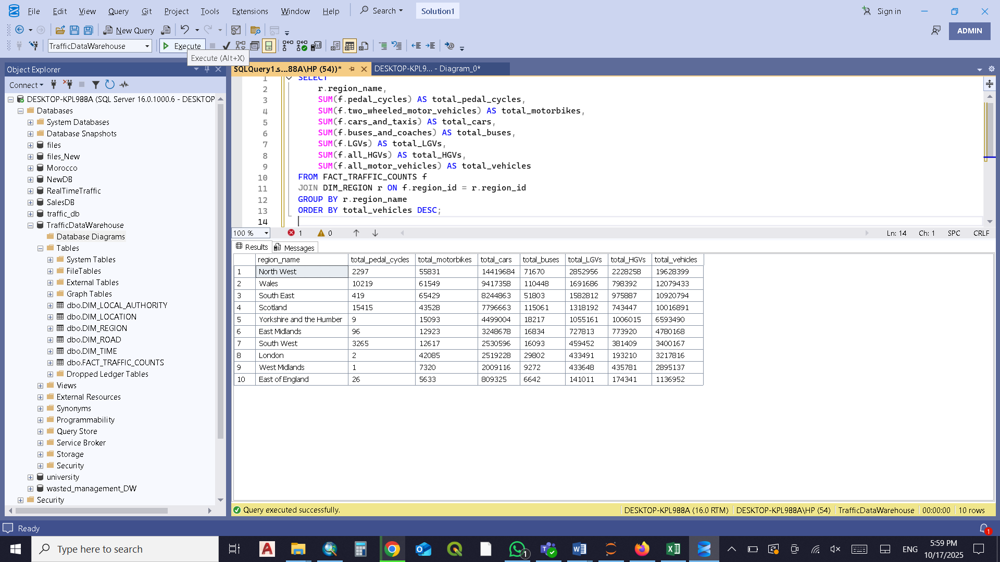 File Edit View Query Git Project Tools Extensions Window Help Search Solution1 Sign in
New Query ADMIN
TrafficDataWarehouse Execute
Execute (Alt+X)
Object Explorer
Connect
DESKTOP-KPL988A (SQL Server 16.0.1000.6 - DESKTOP
Databases
System Databases
Database Snapshots
files
files_New
Morocco
NewDB
RealTimeTraffic
SalesDB
traffic_db
TrafficDataWarehouse
Database Diagrams
Tables
System Tables
FileTables
External Tables
Graph Tables
dbo.DIM_LOCAL_AUTHORITY
dbo.DIM_LOCATION
dbo.DIM_REGION
dbo.DIM_ROAD
dbo.DIM_TIME
dbo.FACT_TRAFFIC_COUNTS
Dropped Ledger Tables
Views
External Resources
Synonyms
Programmability
Query Store
Service Broker
Storage
Security
university
wasted_management_DW
Security
SQLQuery1.s...88A\HP (54))* DESKTOP-KPL9... - Diagram_0*
1 SELECT
2 r.region_name,
3 SUM(f.pedal_cycles) AS total_pedal_cycles,
4 SUM(f.two_wheeled_motor_vehicles) AS total_motorbikes,
5 SUM(f.cars_and_taxis) AS total_cars,
6 SUM(f.buses_and_coaches) AS total_buses,
7 SUM(f.LGVs) AS total_LGVs,
8 SUM(f.all_HGVs) AS total_HGVs,
9 SUM(f.all_motor_vehicles) AS total_vehicles
10 FROM FACT_TRAFFIC_COUNTS f
11 JOIN DIM_REGION r ON f.region_id = r.region_id
12 GROUP BY r.region_name
13 ORDER BY total_vehicles DESC;
14
100 % 1 0 Ln: 14 Ch: 1 SPC CRLF
Results Messages
region_name total_pedal_cycles total_motorbikes total_cars total_buses total_LGVs total_HGVs total_vehicles
1 North West 2297 55831 14419684 71670 2852956 2228258 19628399
2 Wales 10219 61549 9417358 110448 1691686 798392 12079433
3 South East 419 65429 8244863 51803 1582812 975887 10920794
4 Scotland 15415 43528 7796663 115061 1318192 743447 10016891
5 Yorkshire and the Humber 9 15093 4499004 18217 1055161 1006015 6593490
6 East Midlands 96 12923 3248678 16834 727813 773920 4780168
7 South West 3265 12617 2530596 16093 459452 381409 3400167
8 London 2 42085 2519228 29802 433491 193210 3217816
9 West Midlands 1 7320 2009116 9272 433648 435781 2895137
10 East of England 26 5633 809325 6642 141011 174341 1136952
Query executed successfully. DESKTOP-KPL988A (16.0 RTM) DESKTOP-KPL988A\HP (54) TrafficDataWarehouse 00:00:00 10 rows
Ready 1
Type here to search 1 ENG 5:59 PM
10/17/2025